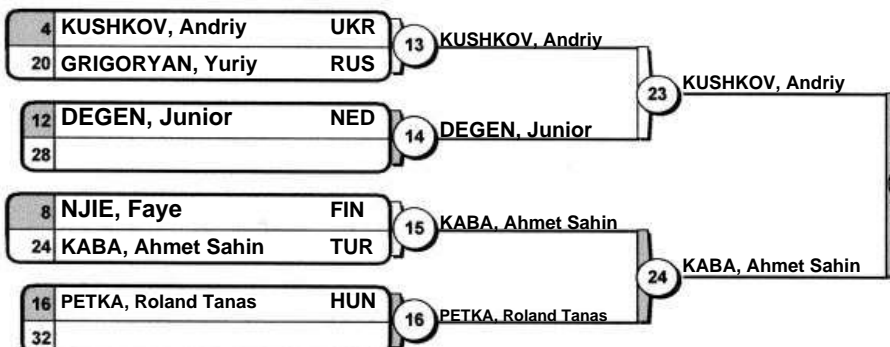 4 KUSHKOV, Andriy UKR
20 GRIGORYAN, Yuriy RUS
13 KUSHKOV, Andriy
23 KUSHKOV, Andriy
12 DEGEN, Junior NED
28
14 DEGEN, Junior
8 NJIE, Faye FIN
24 KABA, Ahmet Sahin TUR
15 KABA, Ahmet Sahin
24 KABA, Ahmet Sahin
16 PETKA, Roland Tanas HUN
32
16 PETKA, Roland Tanas